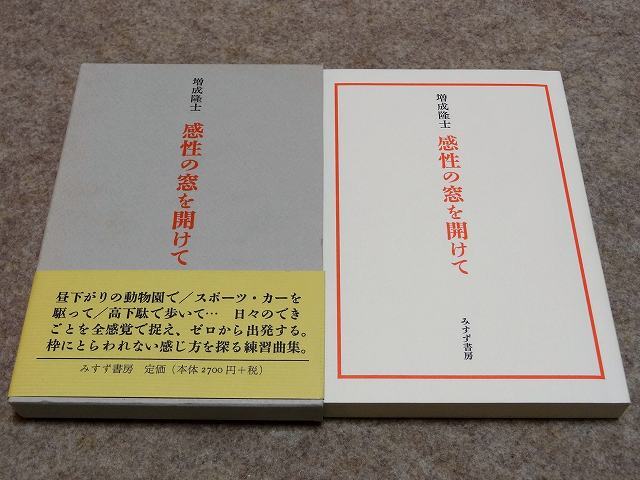 増成隆士
感性の窓を開けて
昼下がりの動物園で/スポーツ・カーを
駆って/高下駄で歩いて… 日々のでき
ごとを全感覚で捉え、ゼロから出発する。
枠にとらわれない感じ方を探る練習曲集。
みすず書房 定価(本体2700円+税)
増成隆士
感性の窓を開けて
みすず書房